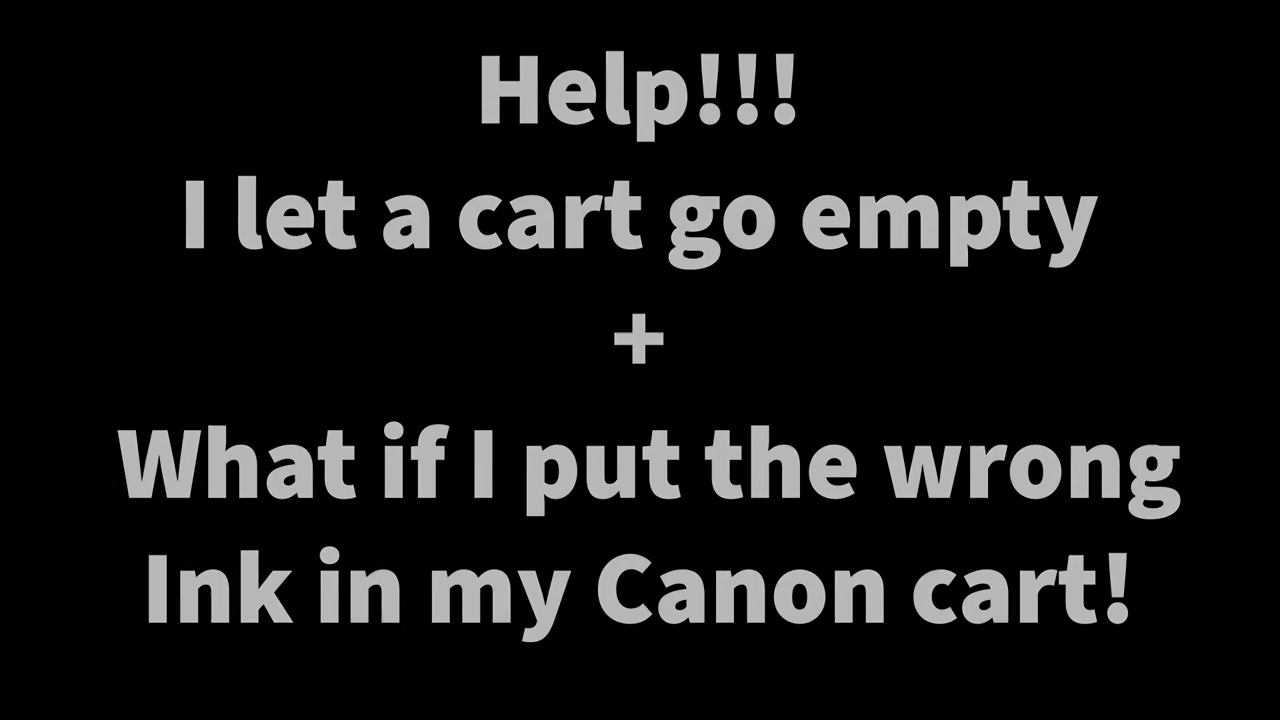 Help!!!
I let a cart go empty
+
What if I put the wrong
Ink in my Canon cart!